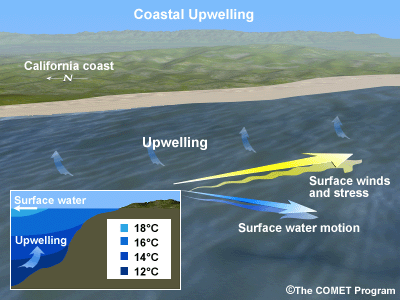 Coastal Upwelling
California coast
N
Upwelling
Surface winds
and stress
Surface water motion
Surface water
Upwelling
18°C
16°C
14°C
12°C
©The COMET Program